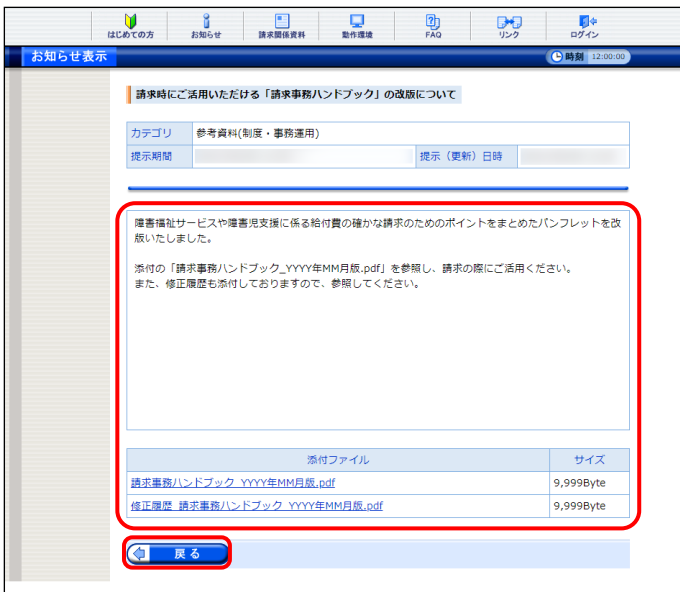 はじめての方 お知らせ 請求関係資料 動作環境 FAQ リンク ログイン
お知らせ表示 時刻 12:00:00
請求時にご活用いただける「請求事務ハンドブック」の改版について
カテゴリ 参考資料(制度・事務運用)
提示期間 提示（更新）日時
障害福祉サービスや障害児支援に係る給付費の確かな請求のためのポイントをまとめたパンフレットを改
版いたしました。
添付の「請求事務ハンドブック_YYYY年MM月版.pdf」を参照し、請求の際にご活用ください。
また、修正履歴も添付しておりますので、参照してください。
添付ファイル サイズ
請求事務ハンドブック_YYYY年MM月版.pdf 9,999Byte
修正履歴_請求事務ハンドブック_YYYY年MM月版.pdf 9,999Byte
戻る